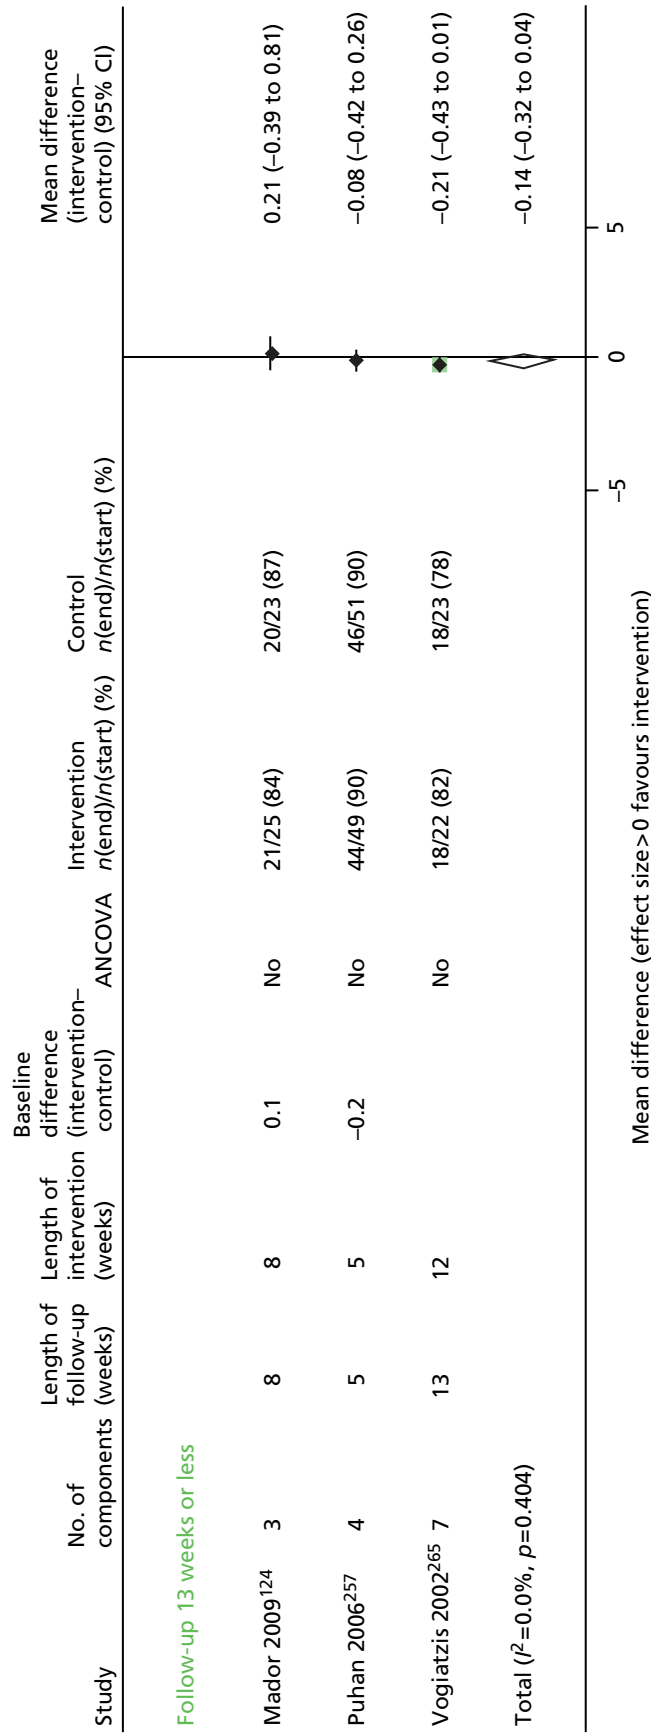 Study No. of components Length of follow-up (weeks) Length of intervention (weeks) Baseline difference (intervention–control) ANCOVA Intervention n(end)/n(start) (%) Control n(end)/n(start) (%) Mean difference (intervention–control) (95% CI)
Follow-up 13 weeks or less
Mador 2009¹²⁴ 3 8 8 0.1 No 21/25 (84) 20/23 (87) 0.21 (–0.39 to 0.81)
Puhan 2006²⁵⁷ 4 5 5 –0.2 No 44/49 (90) 46/51 (90) –0.08 (–0.42 to 0.26)
Vogiatzis 2002²⁶⁵ 7 13 12 No 18/22 (82) 18/23 (78) –0.21 (–0.43 to 0.01)
Total (I²=0.0%, p=0.404) –0.14 (–0.32 to 0.04)
–5 0 5
Mean difference (effect size>0 favours intervention)